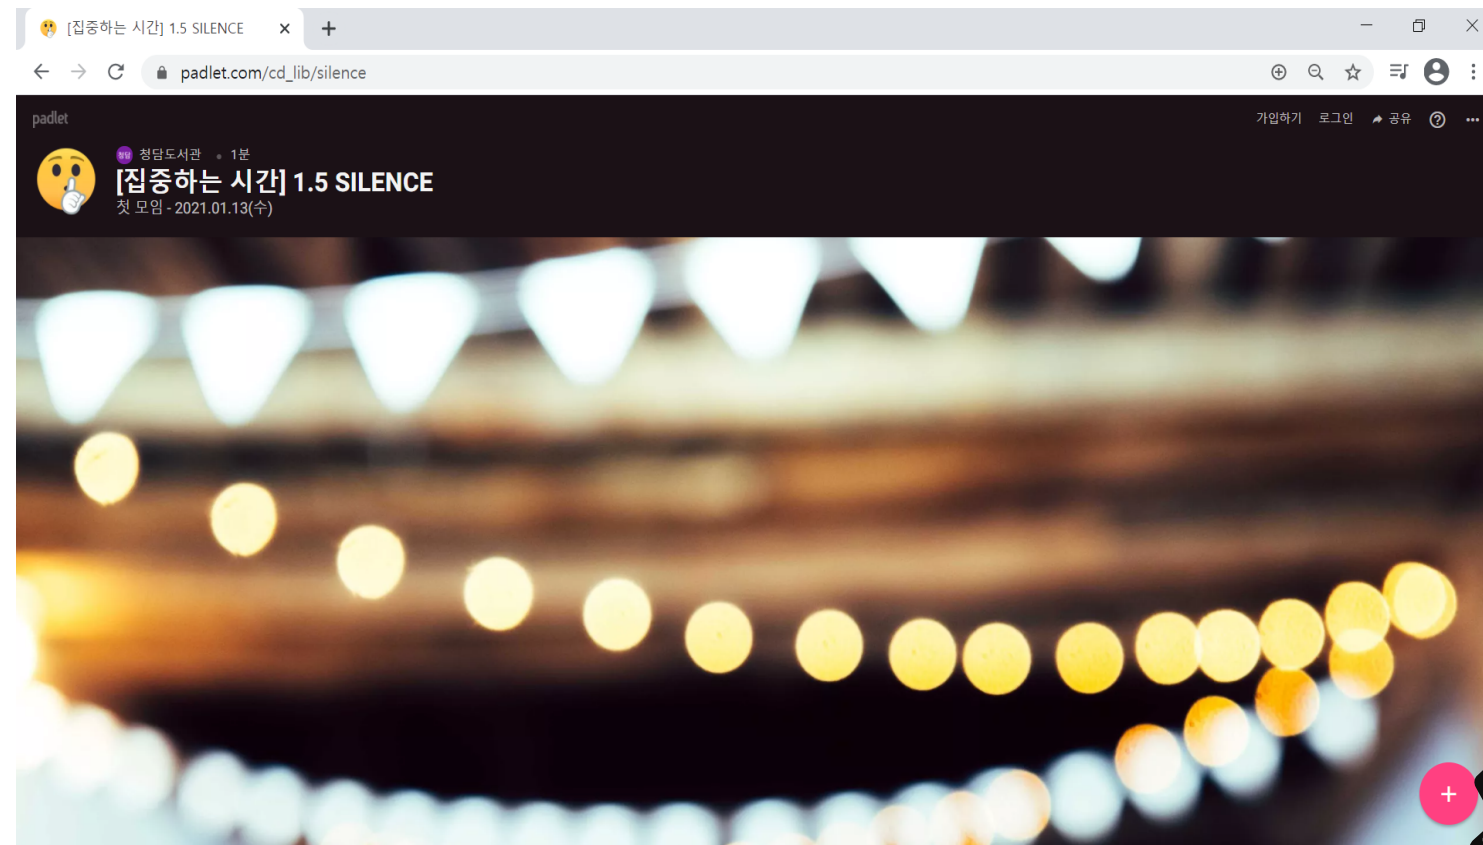 [집중하는 시간] 1.5 SILENCE
padlet.com/cd_lib/silence
padlet
가입하기 로그인 공유
청담 청담도서관 • 1분
[집중하는 시간] 1.5 SILENCE
첫 모임 - 2021.01.13(수)